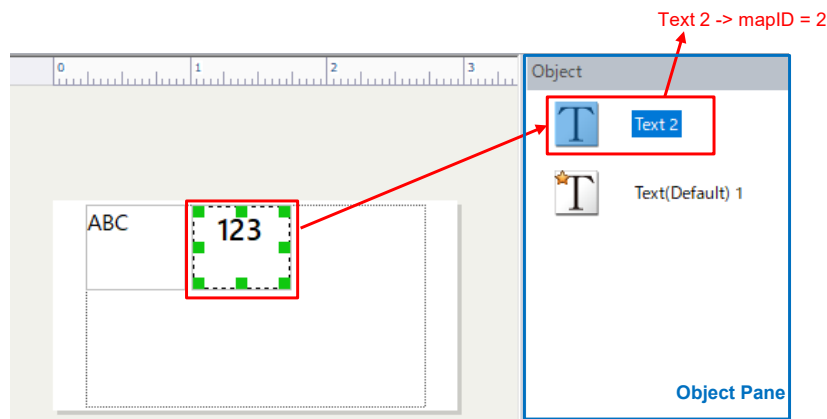 Text 2 -> mapID = 2
0 1 2 3
Object
Text 2
Text(Default) 1
ABC
123
Object Pane